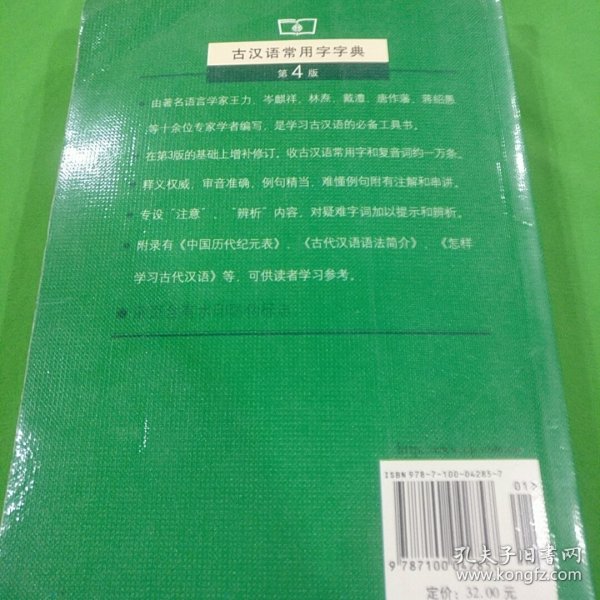 古汉语常用字字典
第4版
由著名语言学家王力、岑麒祥、林焘、戴澧、唐作藩、蒋绍愚
等十余位专家学者编写，是学习古汉语的必备工具书。
在第3版的基础上增补修订，收古汉语常用字和复音词约一万条。
释义权威，审音准确，例句精当，难懂例句附有注解和串讲。
专设“注意”、“辨析”内容，对疑难字词加以提示和辨析。
附录有《中国历代纪元表》、《古代汉语语法简介》、《怎样
学习古代汉语》等，可供读者学习参考。
ISBN 978-7-100-04285-7
01>
9787100
定价：32.00元
孔夫子旧书网
www.kongfz.com